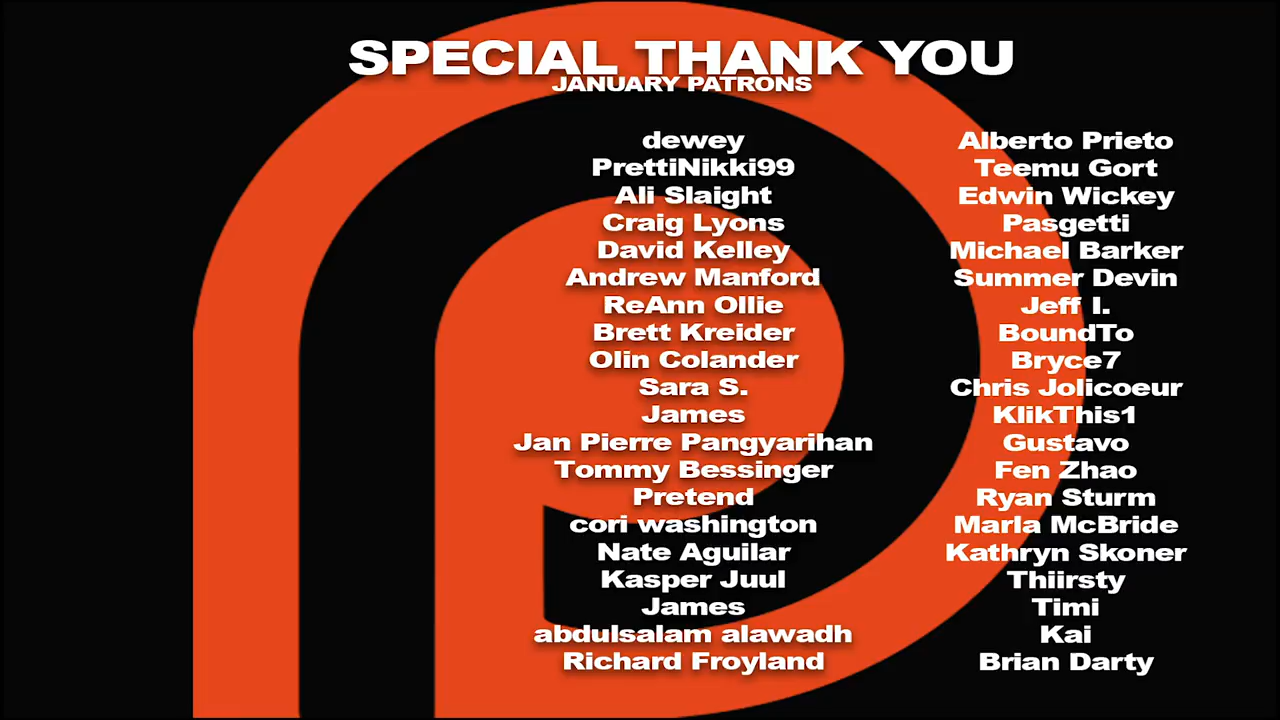 SPECIAL THANK YOU
JANUARY PATRONS
dewey
PrettiNikki99
Ali Slaight
Craig Lyons
David Kelley
Andrew Manford
ReAnn Ollie
Brett Kreider
Olin Colander
Sara S.
James
Jan Pierre Pangyarihan
Tommy Bessinger
Pretend
cori washington
Nate Aguilar
Kasper Juul
James
abdulsalam alawadh
Richard Froyland
Alberto Prieto
Teemu Gort
Edwin Wickey
Pasgetti
Michael Barker
Summer Devin
Jeff I.
BoundTo
Bryce7
Chris Jolicoeur
KlikThis1
Gustavo
Fen Zhao
Ryan Sturm
Marla McBride
Kathryn Skoner
Thiirsty
Timi
Kai
Brian Darty